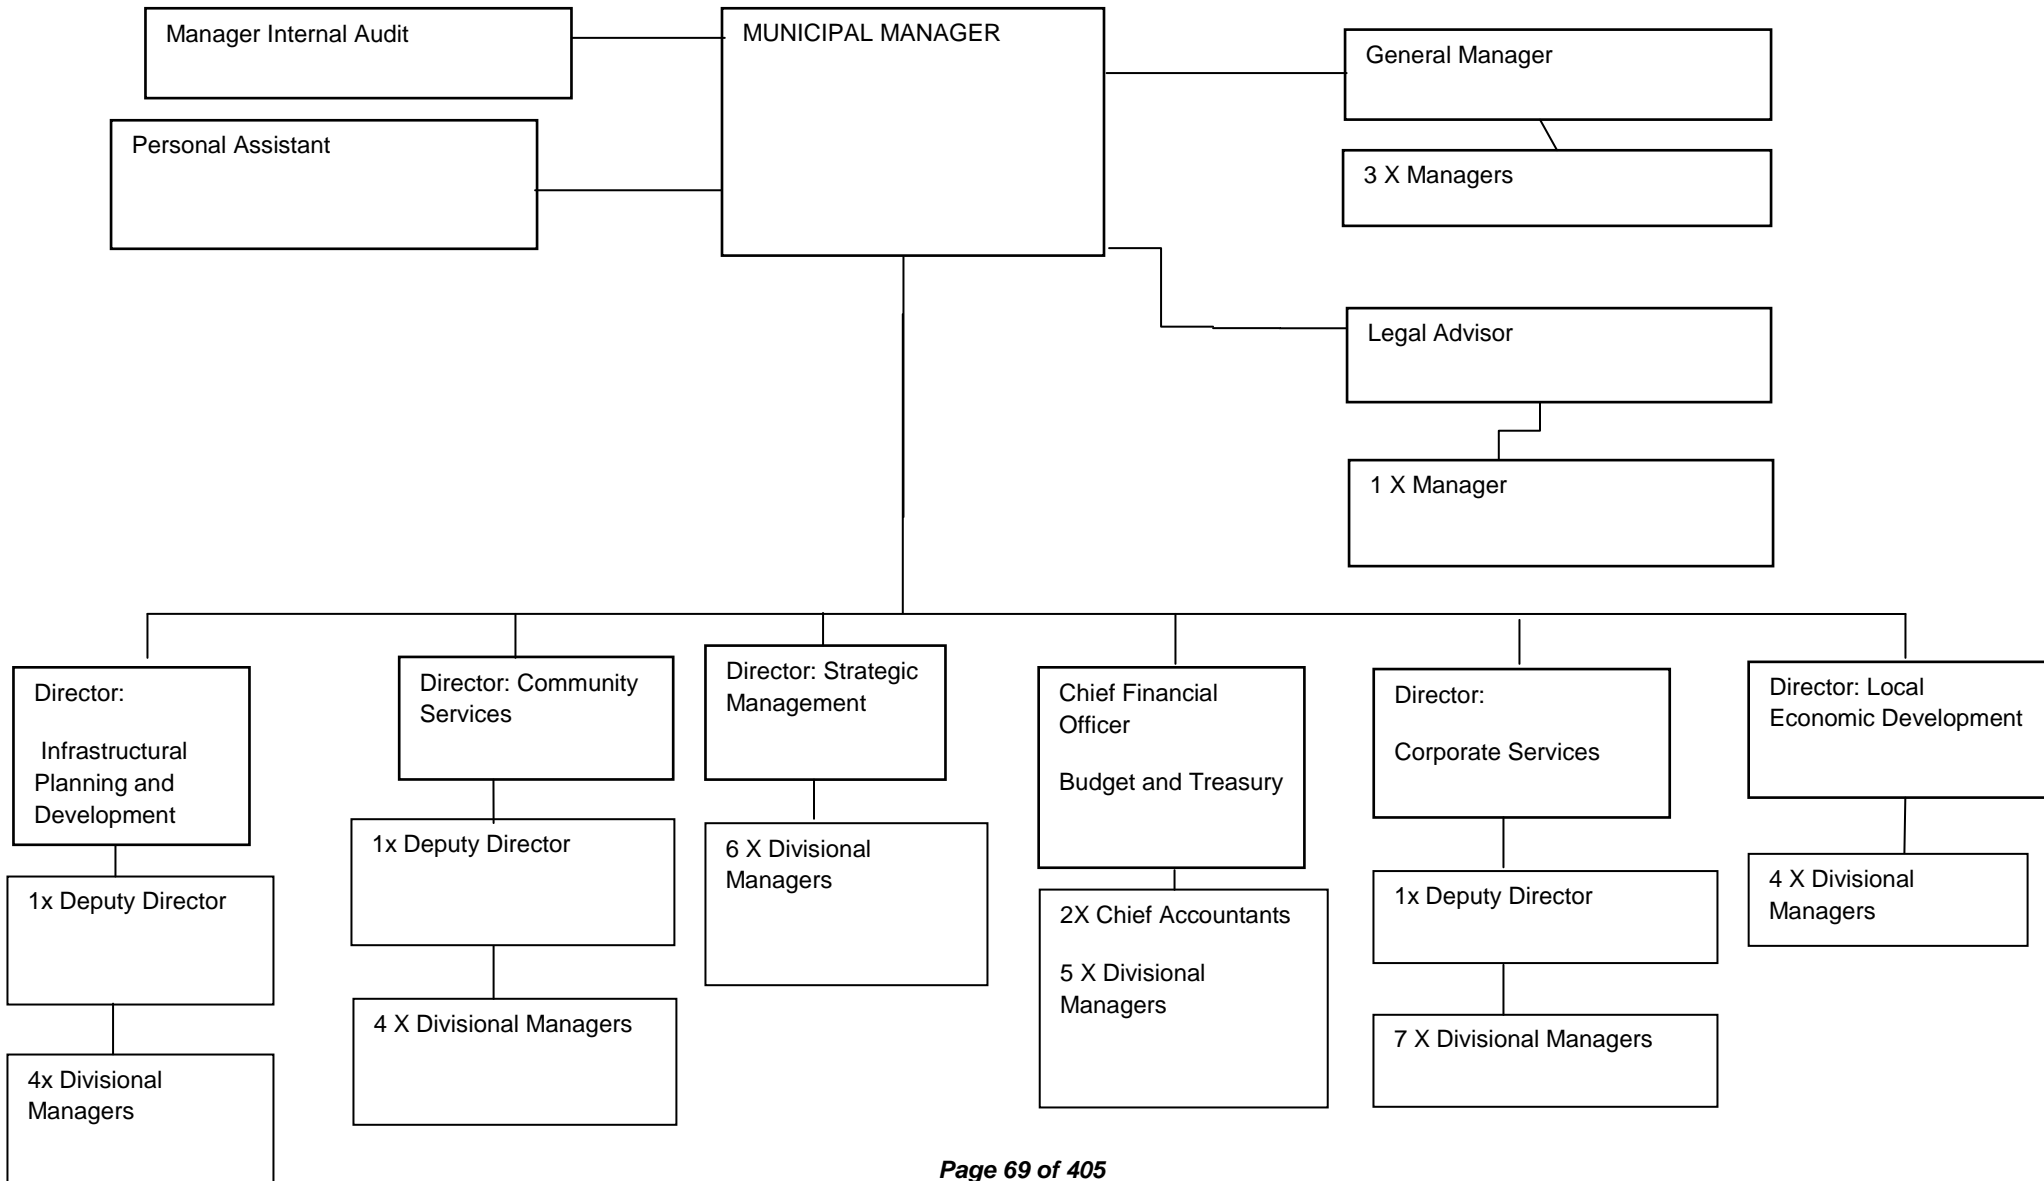 Manager Internal Audit
MUNICIPAL MANAGER
General Manager
Personal Assistant
3 X Managers
Legal Advisor
1 X Manager
Director:
Infrastructural
Planning and
Development
1x Deputy Director
4x Divisional
Managers
Director: Community
Services
1x Deputy Director
4 X Divisional Managers
Director: Strategic
Management
6 X Divisional
Managers
Chief Financial
Officer
Budget and Treasury
2X Chief Accountants
5 X Divisional
Managers
Director:
Corporate Services
1x Deputy Director
7 X Divisional Managers
Director: Local
Economic Development
4 X Divisional
Managers
Page 69 of 405